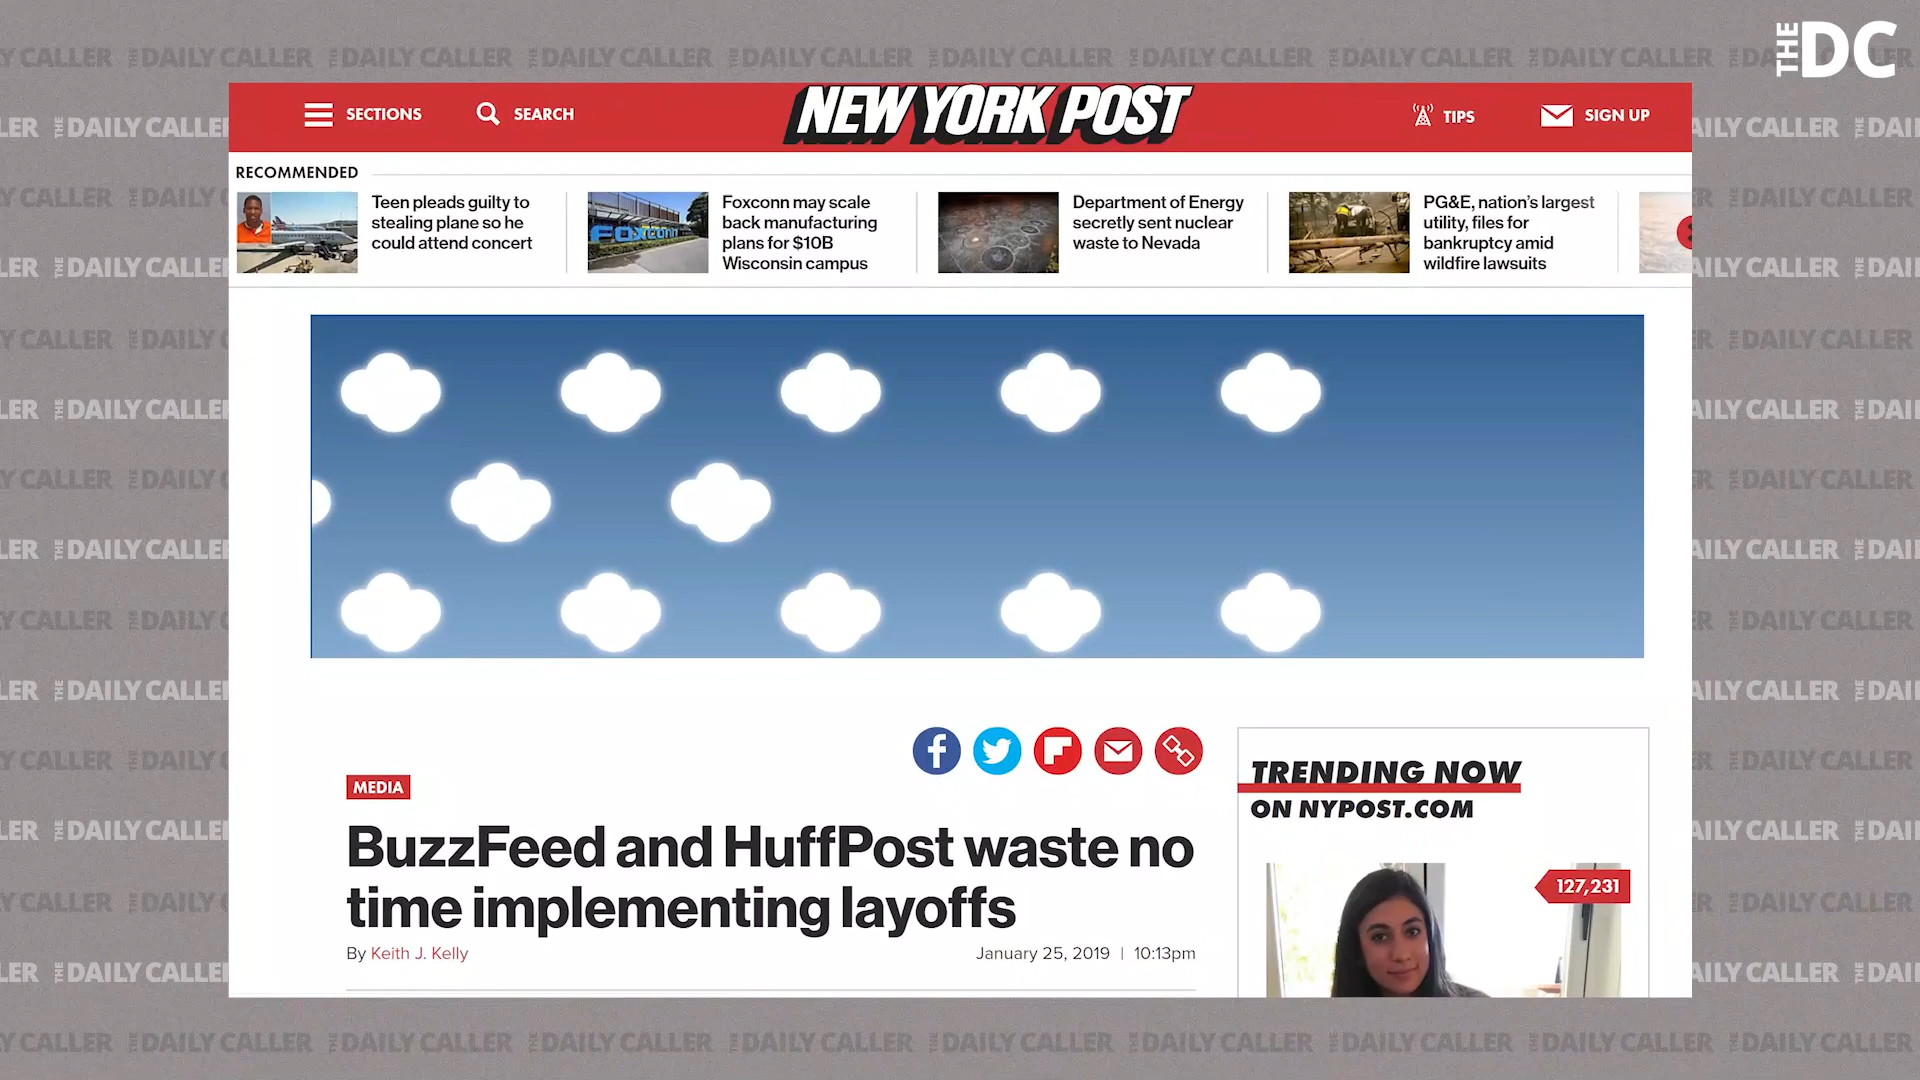 THE DC
SECTIONS
SEARCH
NEW YORK POST
TIPS
SIGN UP
RECOMMENDED
Teen pleads guilty to
stealing plane so he
could attend concert
FOXCONN
Foxconn may scale
back manufacturing
plans for $10B
Wisconsin campus
Department of Energy
secretly sent nuclear
waste to Nevada
PG&E, nation's largest
utility, files for
bankruptcy amid
wildfire lawsuits
MEDIA
BuzzFeed and HuffPost waste no
time implementing layoffs
By Keith J. Kelly
January 25, 2019 | 10:13pm
TRENDING NOW
ON NYPOST.COM
127,231
THE DAILY CALLER